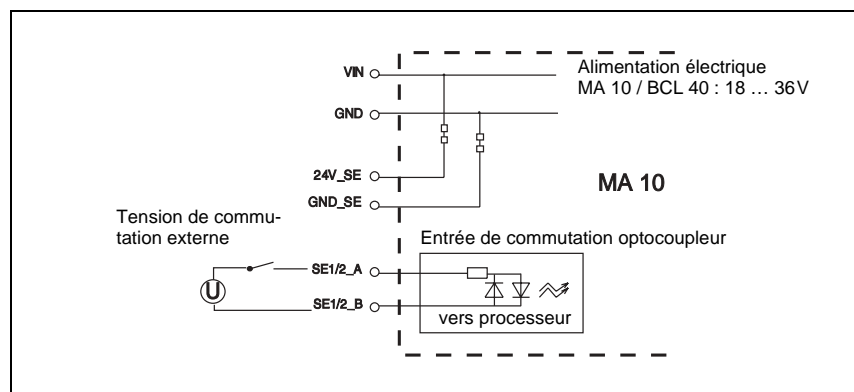 VIN
Alimentation électrique
MA 10 / BCL 40 : 18 … 36 V
GND
24V_SE
MA 10
GND_SE
Tension de commu-
tation externe
Entrée de commutation optocoupleur
SE1/2_A
U
SE1/2_B
vers processeur